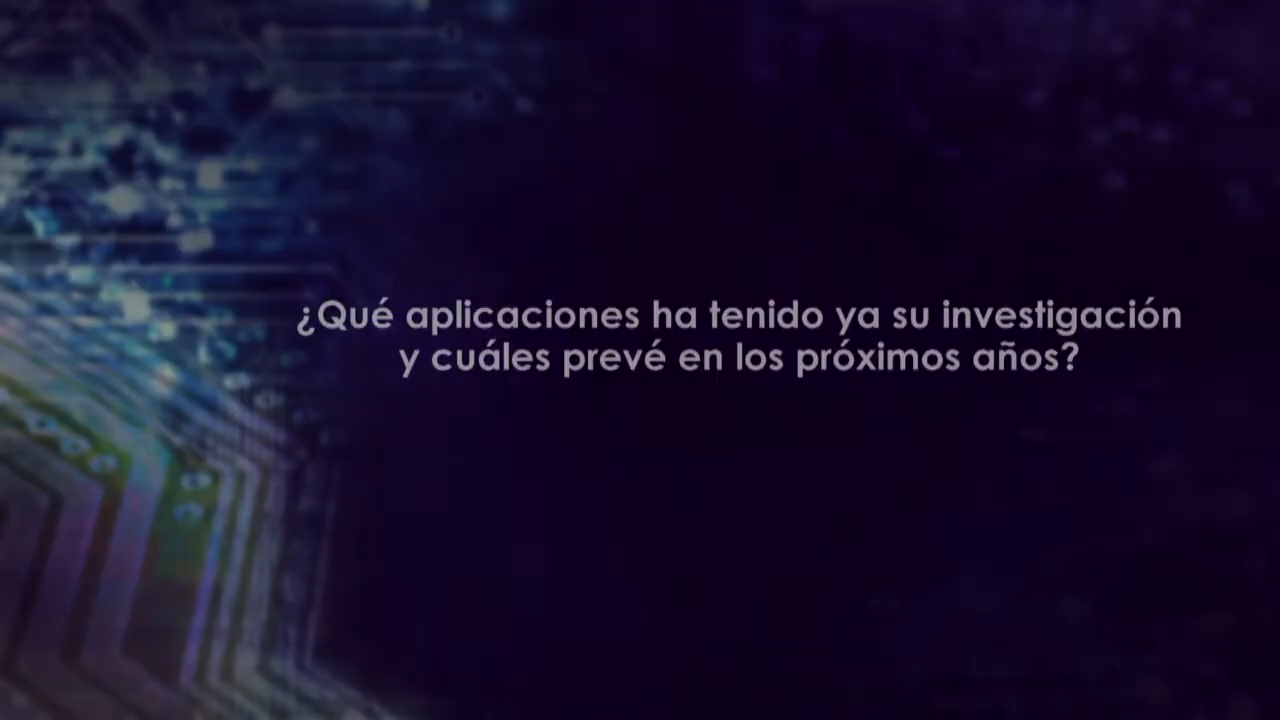 ¿Qué aplicaciones ha tenido ya su investigación
y cuáles prevé en los próximos años?